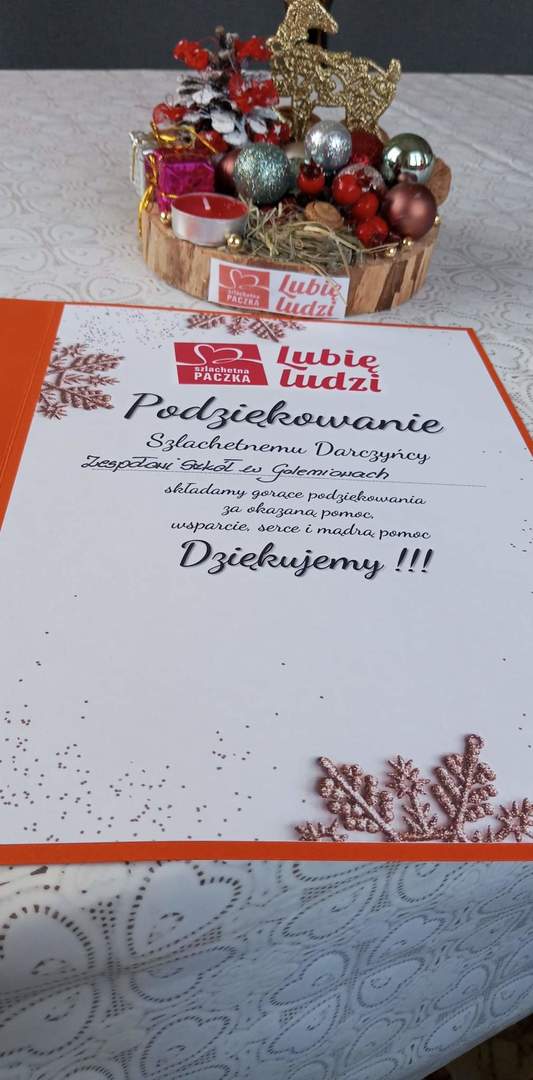 szlachetna
PACZKA
Lubię
ludzi
szlachetna
PACZKA
Lubię
ludzi
Podziękowanie
Szlachetnemu Darczyńcy
Zespołowi Szkół w Golemionach
składamy gorące podziękowania
za okazaną pomoc,
wsparcie, serce i mądrą pomoc
Dziękujemy !!!